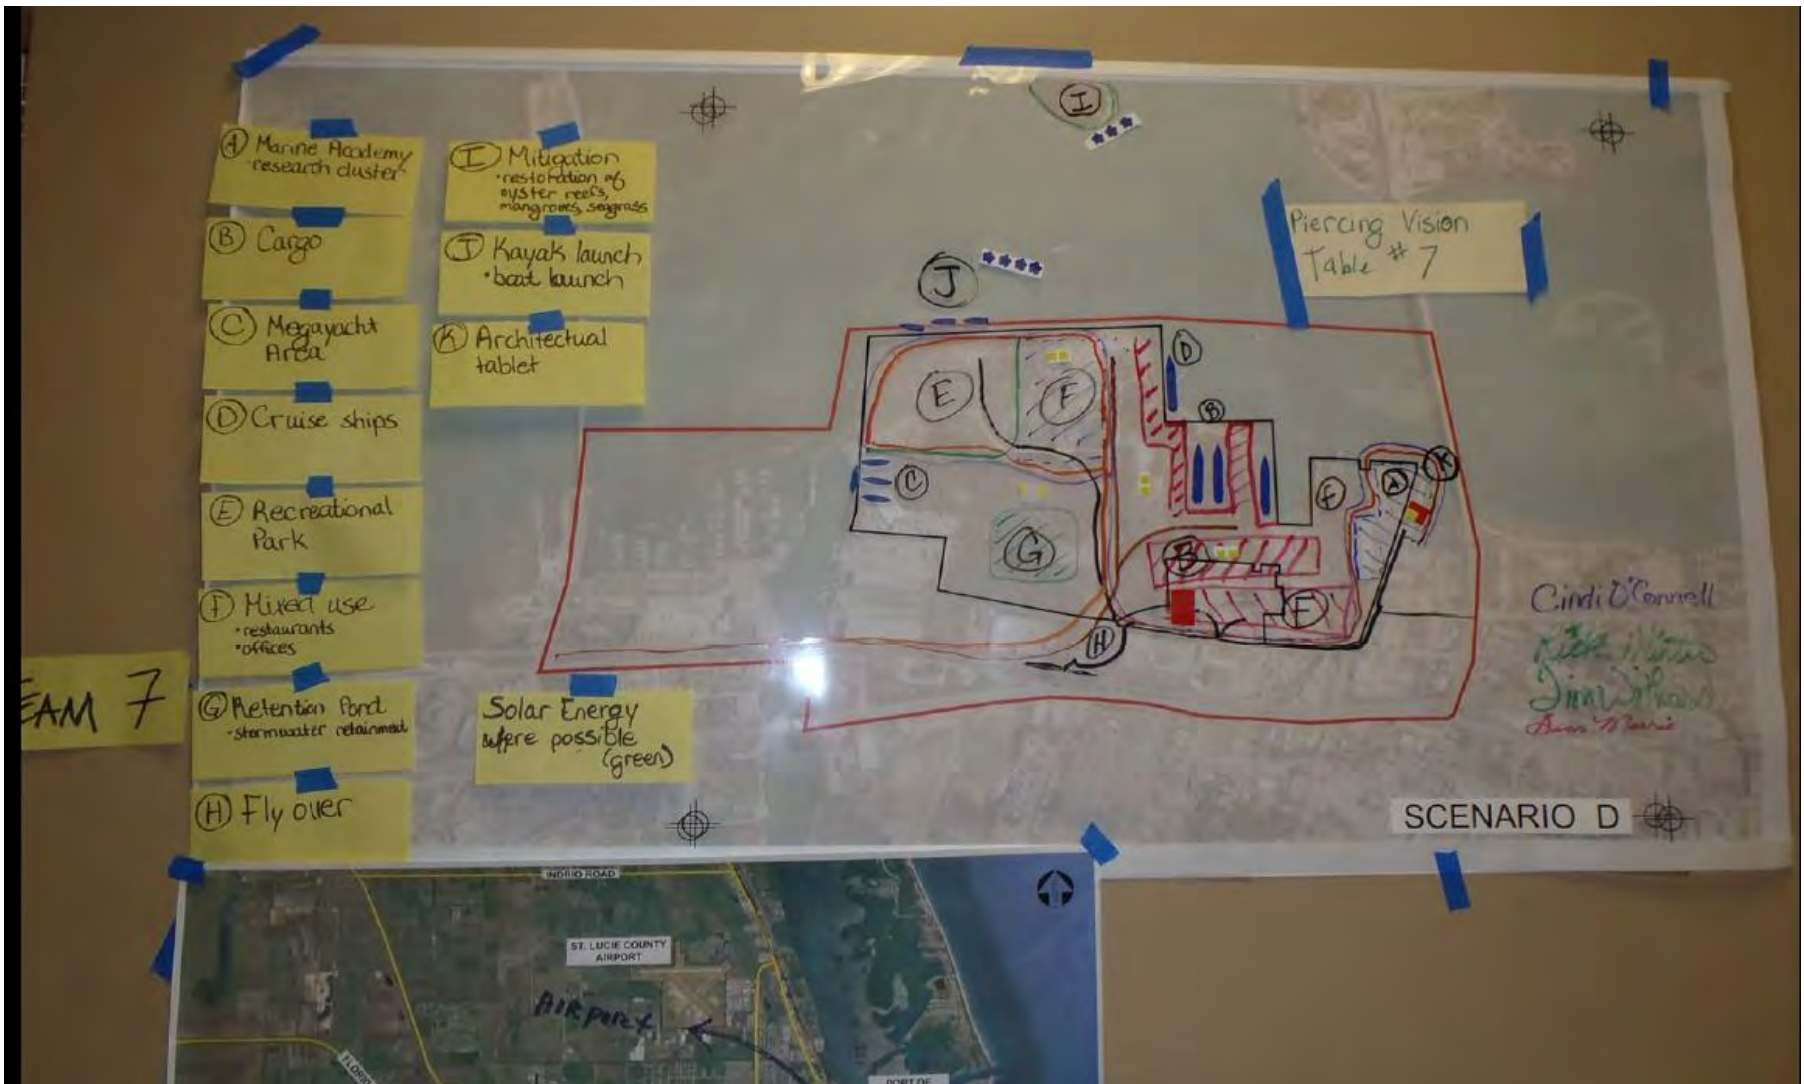 (A) Marine Academy
• research cluster
(B) Cargo
(C) Megayacht
Area
(D) Cruise ships
(E) Recreational
Park
(F) Mixed use
• restaurants
• offices
(G) Retention Pond
- stormwater retainment
(H) Fly over
(I) Mitigation
• restoration of
oyster reefs,
mangroves, seagrass
(J) Kayak launch
• boat launch
(K) Architectual
tablet
Solar Energy
where possible
(green)
EAM 7
Piercing Vision
Table # 7
I
J
D
E
F
B
C
K
A
F
G
B
F
H
Cindi O'Connell
SCENARIO D
INDRIO ROAD
ST. LUCIE COUNTY
AIRPORT
Airport
PORT OF